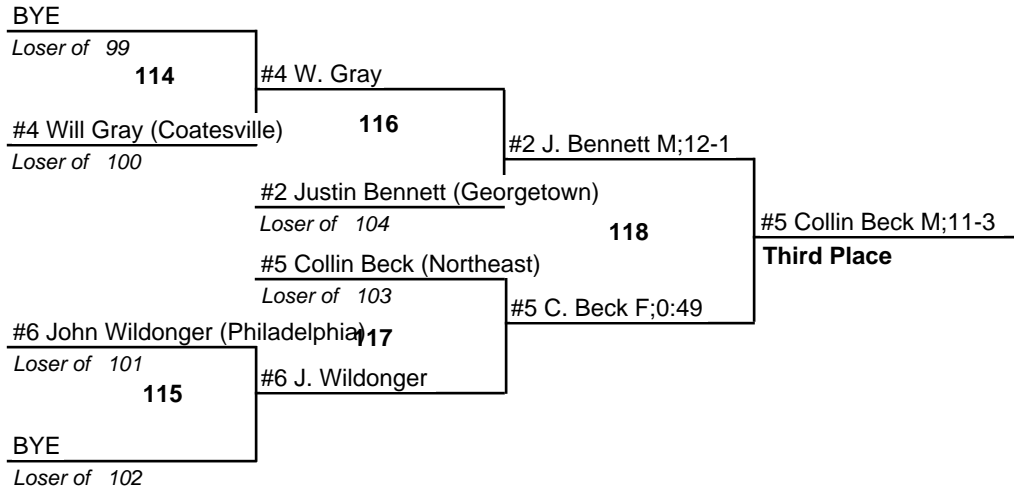 BYE
Loser of 99
114
#4 W. Gray
#4 Will Gray (Coatesville)
116
Loser of 100
#2 J. Bennett M;12-1
#2 Justin Bennett (Georgetown)
Loser of 104
118
#5 Collin Beck M;11-3
Third Place
#5 Collin Beck (Northeast)
Loser of 103
#5 C. Beck F;0:49
#6 John Wildonger (Philadelphia)
117
Loser of 101
115
#6 J. Wildonger
BYE
Loser of 102